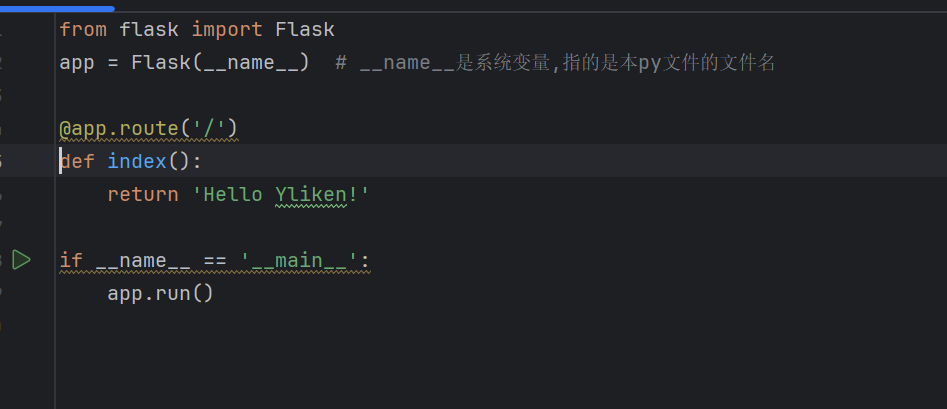 from flask import Flask
app = Flask(__name__)  # __name__是系统变量,指的是本py文件的文件名
@app.route('/')
def index():
    return 'Hello Yliken!'
if __name__ == '__main__':
    app.run()